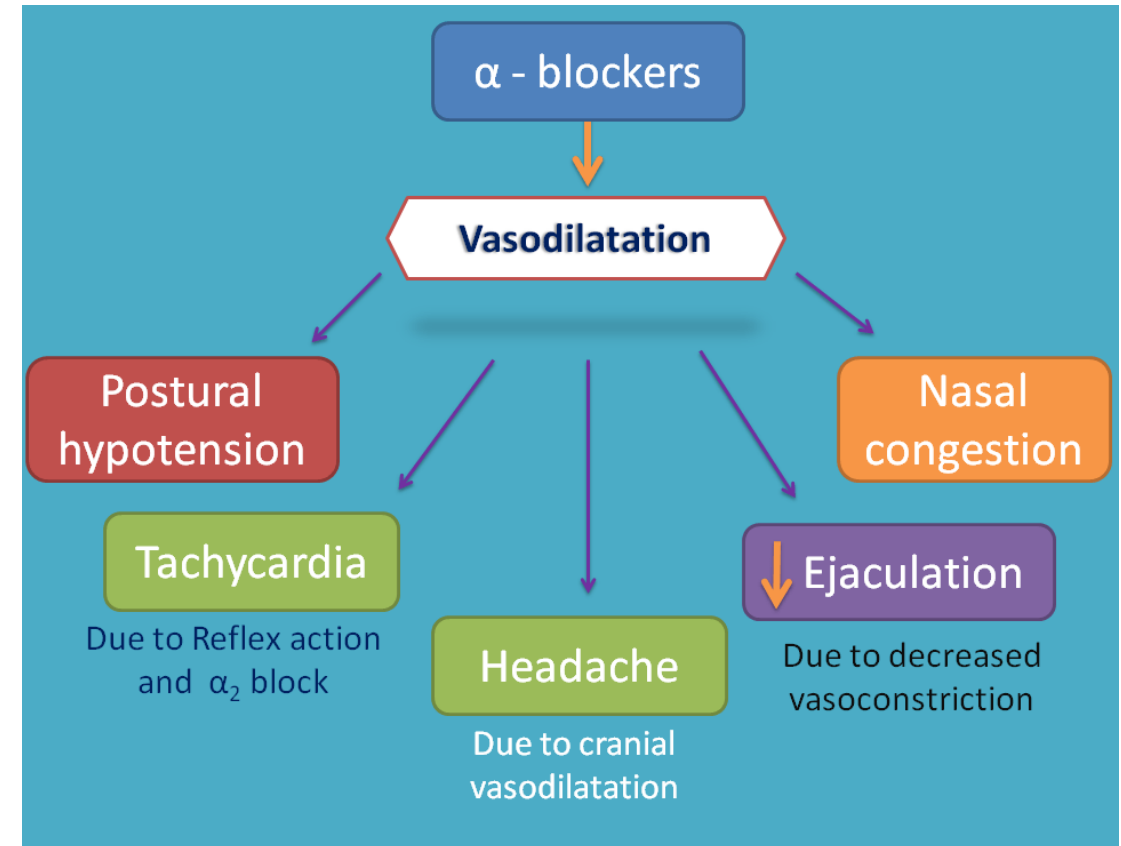 α - blockers
Vasodilatation
Postural
hypotension
Nasal
congestion
Tachycardia
Due to Reflex action
and α₂ block
Headache
Due to cranial
vasodilatation
Ejaculation
Due to decreased
vasoconstriction